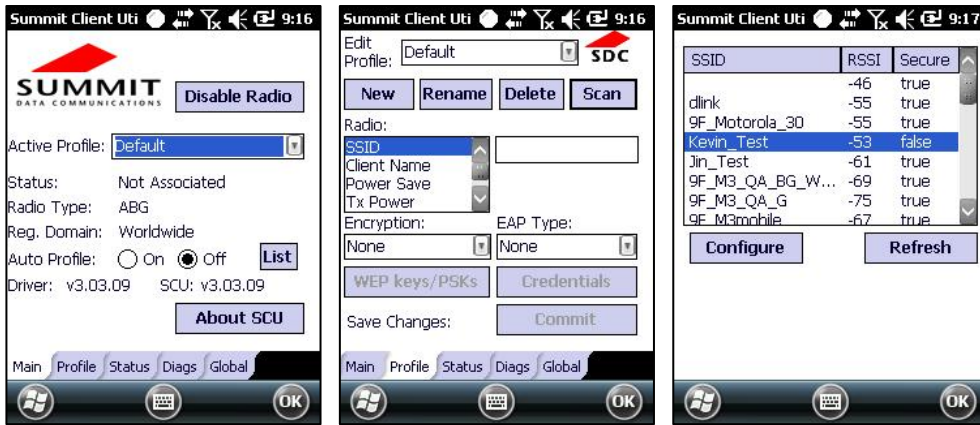 Summit Client Uti 9:16
SUMMIT
DATA COMMUNICATIONS
Disable Radio
Active Profile: Default
Status: Not Associated
Radio Type: ABG
Reg. Domain: Worldwide
Auto Profile: On Off List
Driver: v3.03.09 SCU: v3.03.09
About SCU
Main Profile Status Diags Global
OK
Summit Client Uti 9:16
Edit Profile: Default
SDC
New Rename Delete Scan
Radio:
SSID
Client Name
Power Save
Tx Power
Encryption: EAP Type:
None None
WEP keys/PSKs Credentials
Save Changes: Commit
Main Profile Status Diags Global
OK
Summit Client Uti 9:17
SSID RSSI Secure
-46 true
dlink -55 true
9F_Motorola_30 -55 true
Kevin_Test -53 false
Jin_Test -61 true
9F_M3_QA_BG_W... -69 true
9F_M3_QA_G -75 true
9F_M3mobile -67 true
Configure Refresh
OK